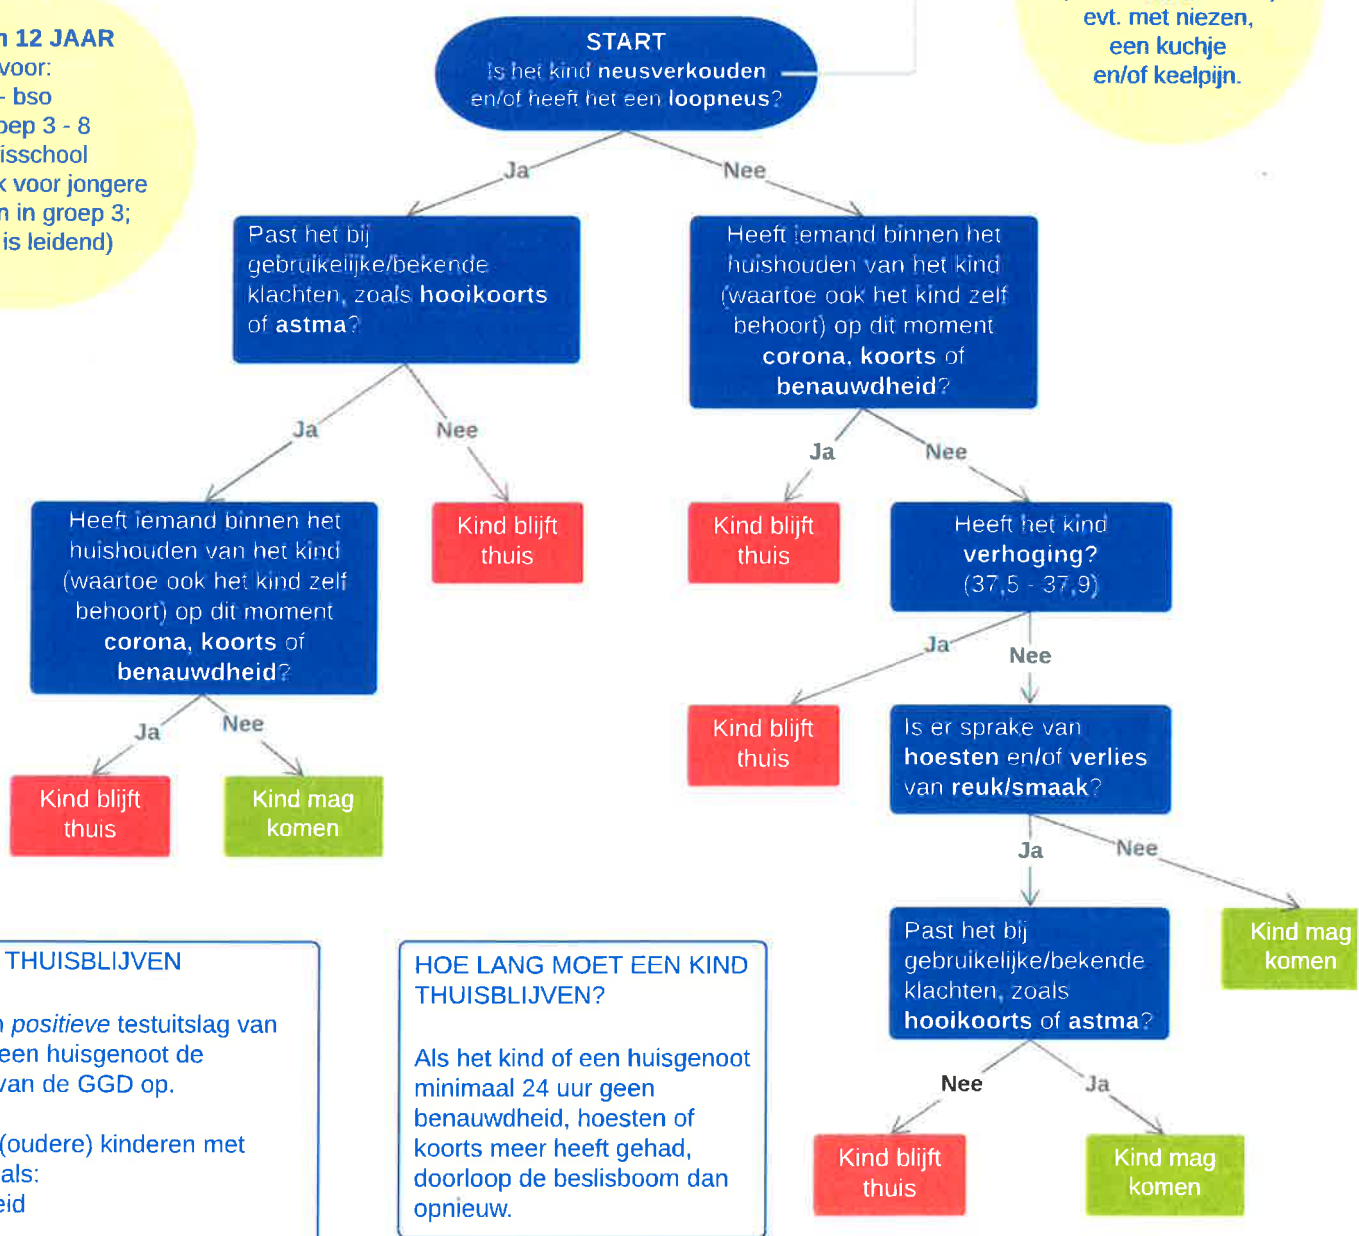 12 JAAR
voor:
- bso
3 - 8
voor jongere
in groep 3;
is leidend)
evt. met niezen,
een kuchje
en/of keelpijn.
START
Is het kind neusverkouden
en/of heeft het een loopneus?
Ja
Nee
Past het bij
gebruikelijke/bekende
klachten, zoals hooikoorts
of astma?
Heeft iemand binnen het
huishouden van het kind
(waartoe ook het kind zelf
behoort) op dit moment
corona, koorts of
benauwdheid?
Ja
Nee
Ja
Nee
Heeft iemand binnen het
huishouden van het kind
(waartoe ook het kind zelf
behoort) op dit moment
corona, koorts of
benauwdheid?
Kind blijft
thuis
Kind blijft
thuis
Heeft het kind
verhoging?
(37,5 - 37,9)
Ja
Nee
Ja
Nee
Kind blijft
thuis
Kind mag
komen
Kind blijft
thuis
Is er sprake van
hoesten en/of verlies
van reuk/smaak?
Ja
Nee
Past het bij
gebruikelijke/bekende
klachten, zoals
hooikoorts of astma?
Kind mag
komen
Nee
Ja
Kind blijft
thuis
Kind mag
komen
THUISBLIJVEN
positieve testuitslag van
een huisgenoot de
van de GGD op.
(oudere) kinderen met
als:
HOE LANG MOET EEN KIND
THUISBLIJVEN?
Als het kind of een huisgenoot
minimaal 24 uur geen
benauwdheid, hoesten of
koorts meer heeft gehad,
doorloop de beslisboom dan
opnieuw.